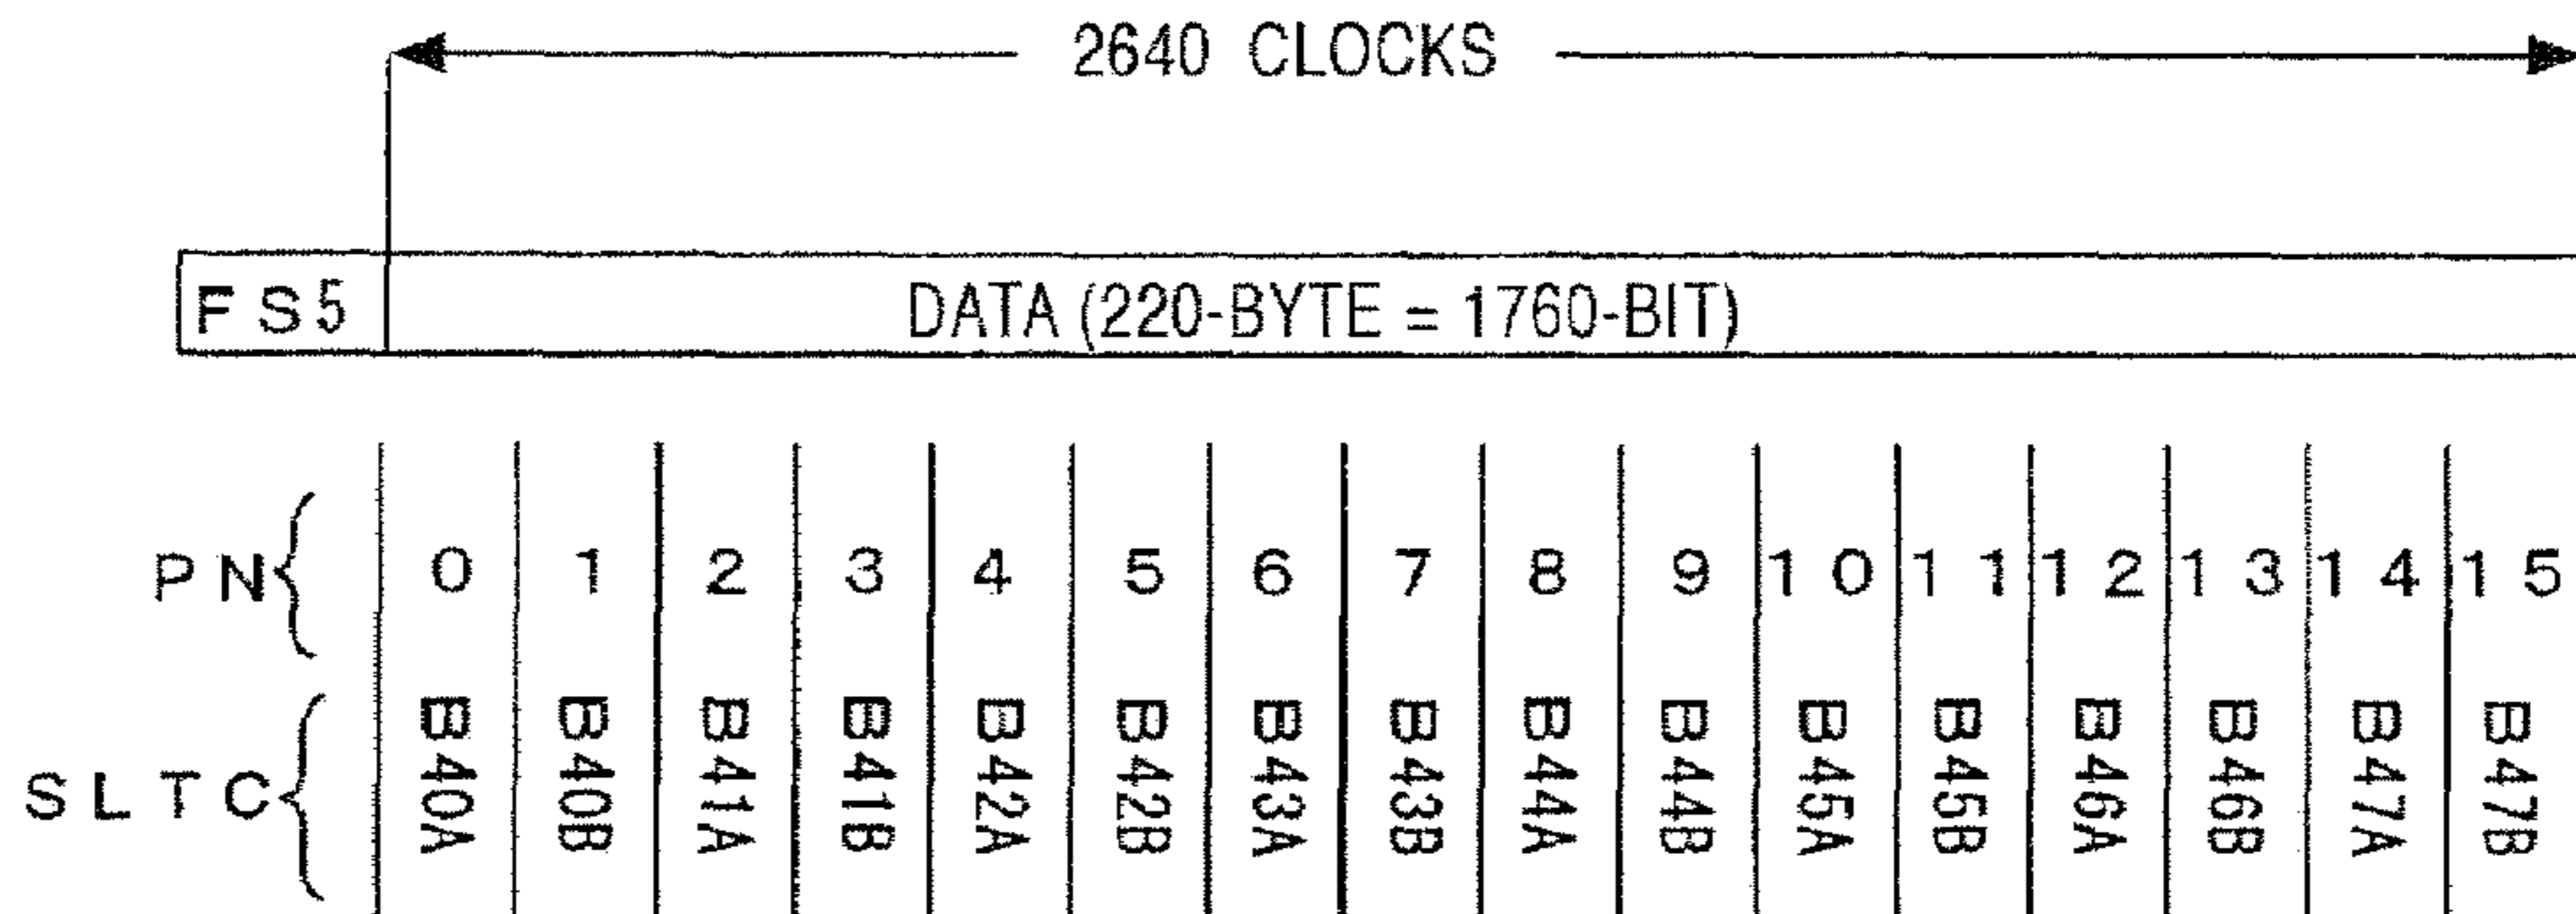 2640 CLOCKS
FS5 DATA (220-BYTE = 1760-BIT)
PN 0 1 2 3 4 5 6 7 8 9 10 11 12 13 14 15
SLTC B40A B40B B41A B41B B42A B42B B43A B43B B44A B44B B45A B45B B46A B46B B47A B47B